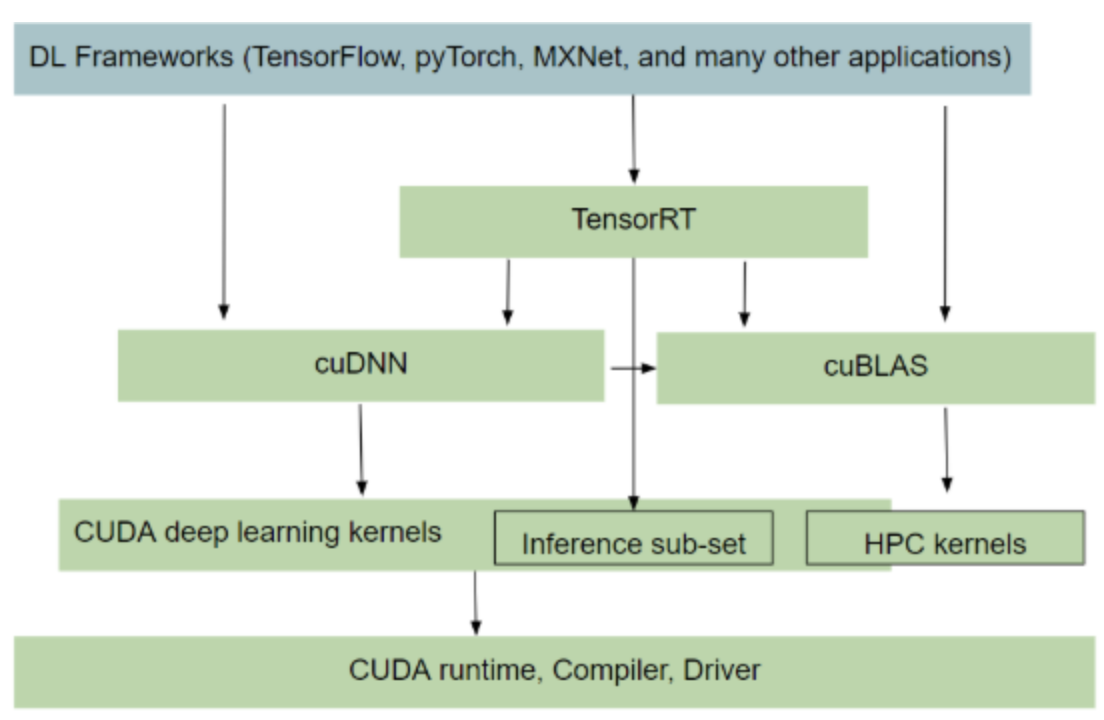 DL Frameworks (TensorFlow, pyTorch, MXNet, and many other applications)
TensorRT
cuDNN
cuBLAS
CUDA deep learning kernels
Inference sub-set
HPC kernels
CUDA runtime, Compiler, Driver